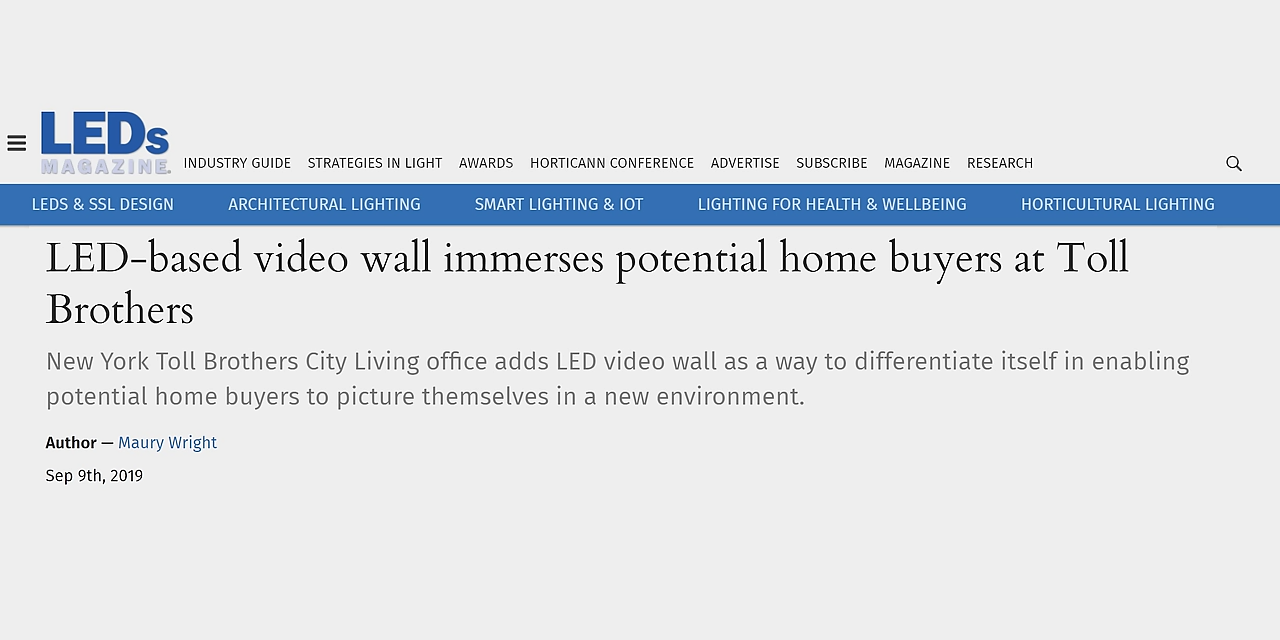 LEDs
MAGAZINE.
INDUSTRY GUIDE STRATEGIES IN LIGHT AWARDS HORTICANN CONFERENCE ADVERTISE SUBSCRIBE MAGAZINE RESEARCH
LEDS & SSL DESIGN ARCHITECTURAL LIGHTING SMART LIGHTING & IOT LIGHTING FOR HEALTH & WELLBEING HORTICULTURAL LIGHTING
LED-based video wall immerses potential home buyers at Toll
Brothers
New York Toll Brothers City Living office adds LED video wall as a way to differentiate itself in enabling
potential home buyers to picture themselves in a new environment.
Author — Maury Wright
Sep 9th, 2019